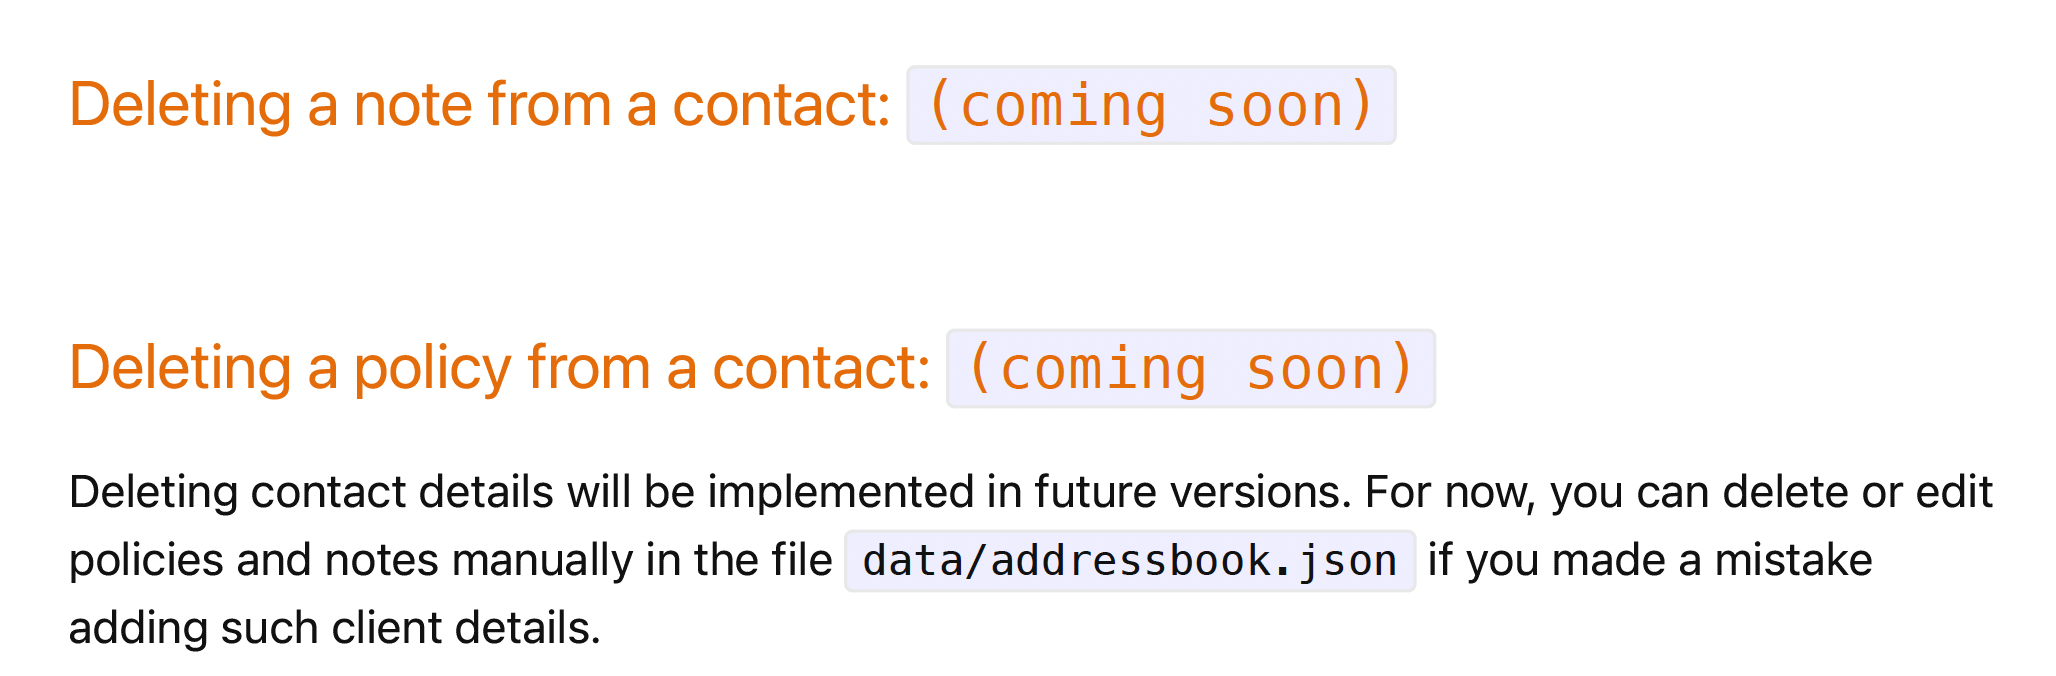 Deleting a note from a contact: (coming soon)
Deleting a policy from a contact: (coming soon)
Deleting contact details will be implemented in future versions. For now, you can delete or edit
policies and notes manually in the file data/addressbook.json if you made a mistake
adding such client details.